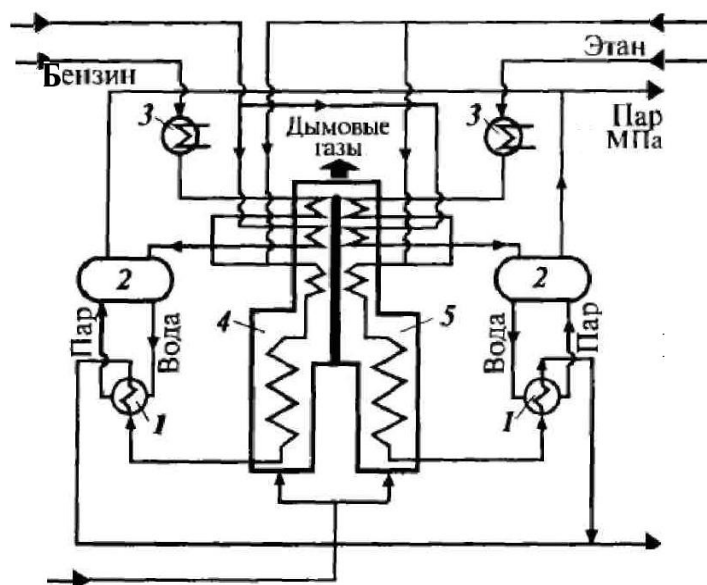 Бензин
Этан
3
3
Дымовые
газы
Пар
МПа
2
2
4
5
Пар
Вода
Вода
Пар
1
1